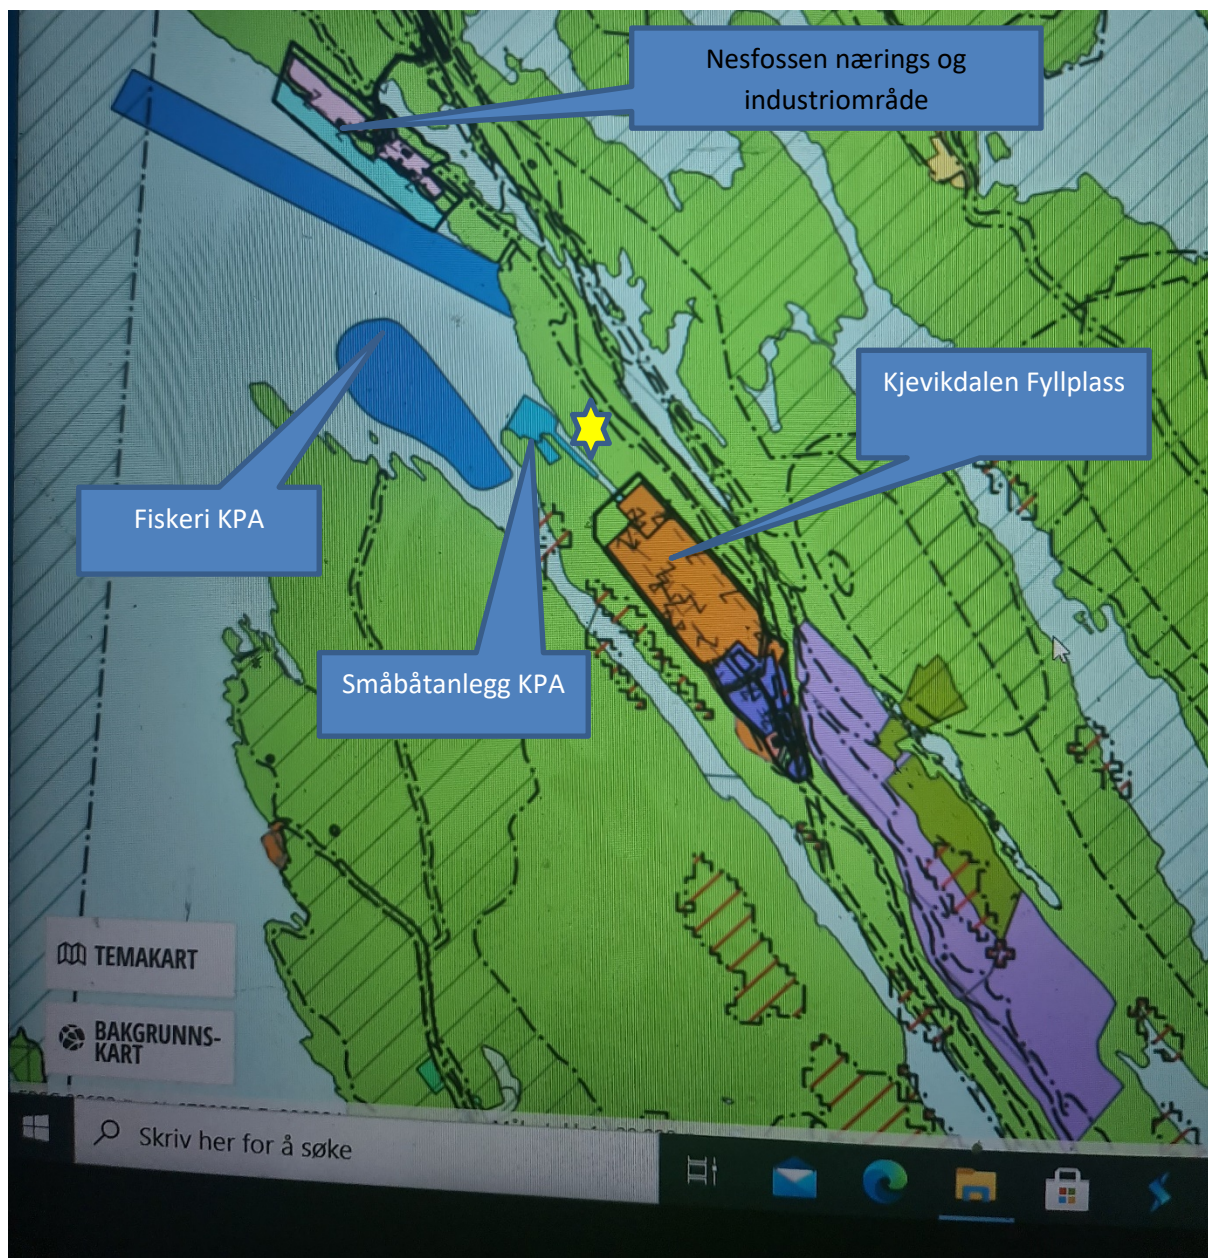 Nesfossen nærings og
industriområde
Kjevikdalen Fyllplass
Fiskeri KPA
Småbåtanlegg KPA
TEMAKART
BAKGRUNNS-
KART
Skriv her for å søke